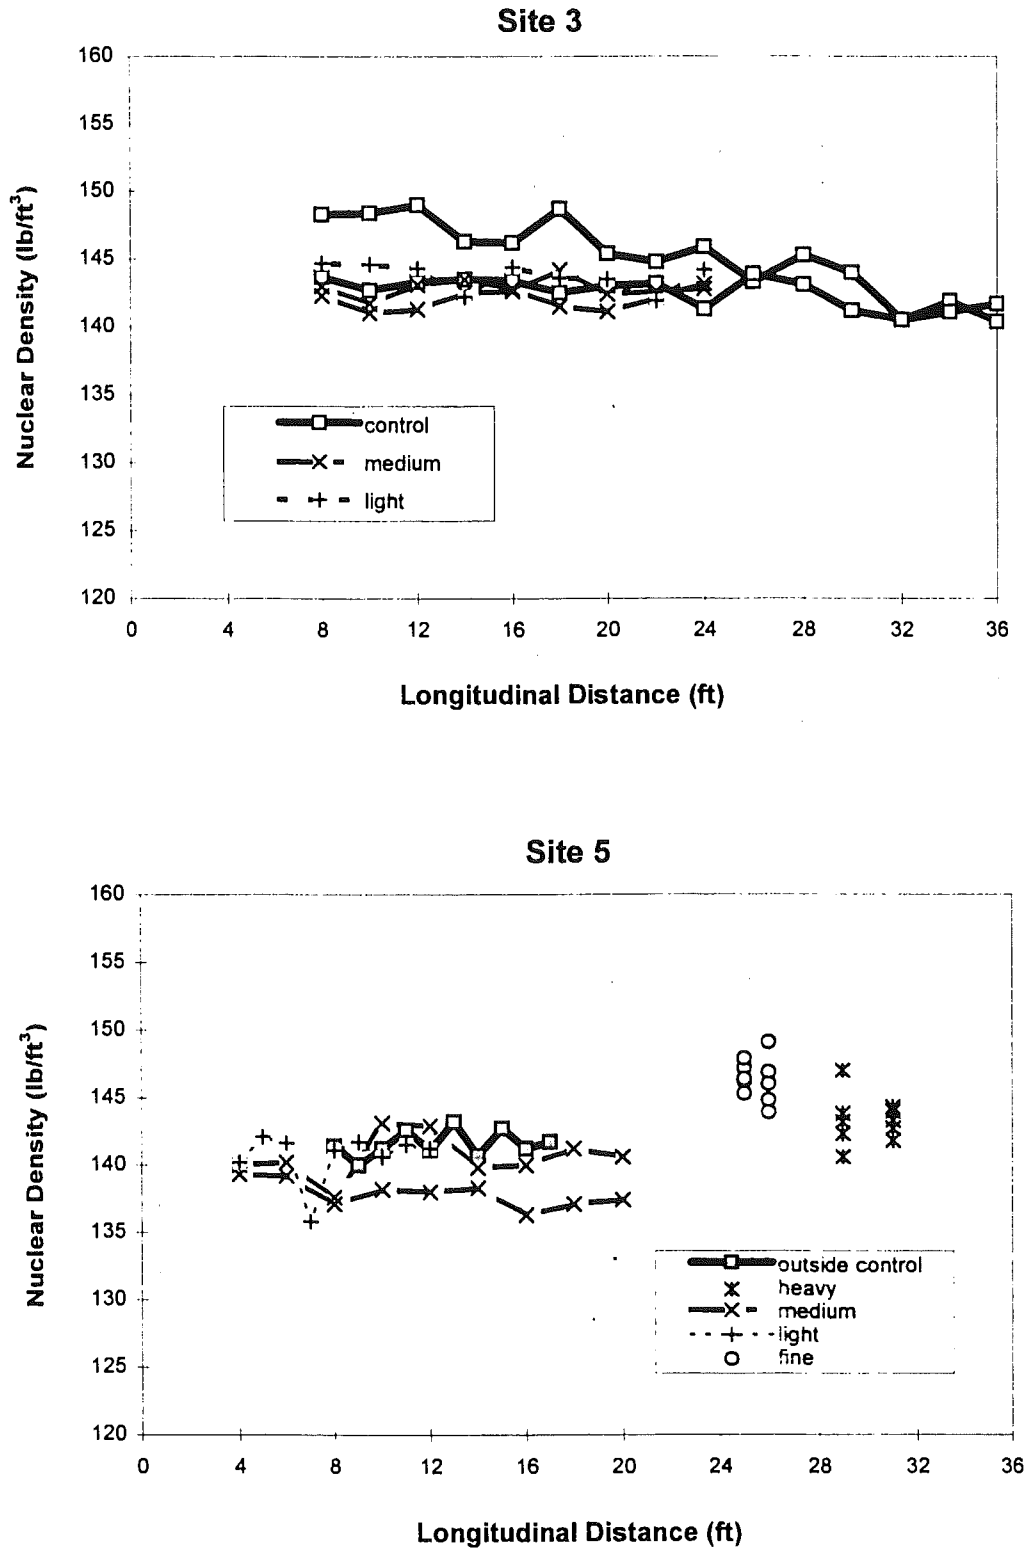 Site 3
160
155
150
145
140
135
130
125
120
Nuclear Density (lb/ft³)
control
medium
light
0 4 8 12 16 20 24 28 32 36
Longitudinal Distance (ft)
Site 5
160
155
150
145
140
135
130
125
120
Nuclear Density (lb/ft³)
outside control
heavy
medium
light
fine
0 4 8 12 16 20 24 28 32 36
Longitudinal Distance (ft)